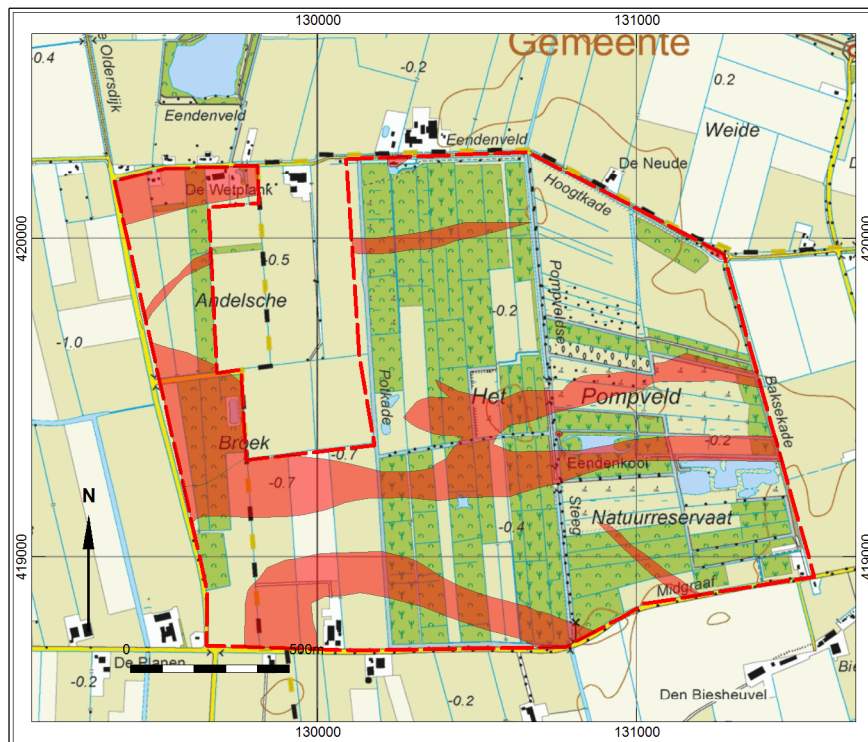 130000
131000
Gemeente
-0.4
Oldersdijk
-0.2
0.2
Eendenveld
Eendenveld
Weide
De Neude
De Wetplank
Hoogtkade
420000
420000
-0.5
Pompveldse
Andelsche
-0.2
-1.0
Potkade
Het
Pompveld
Baksekade
Broek
-0.7
-0.2
Eendenkooi
-0.7
N
Steeg
-0.4
Natuurreservaat
419000
419000
Midgraaf
0
500m
De Planen
-0.2
-0.2
Den Biesheuvel
Bie
130000
131000